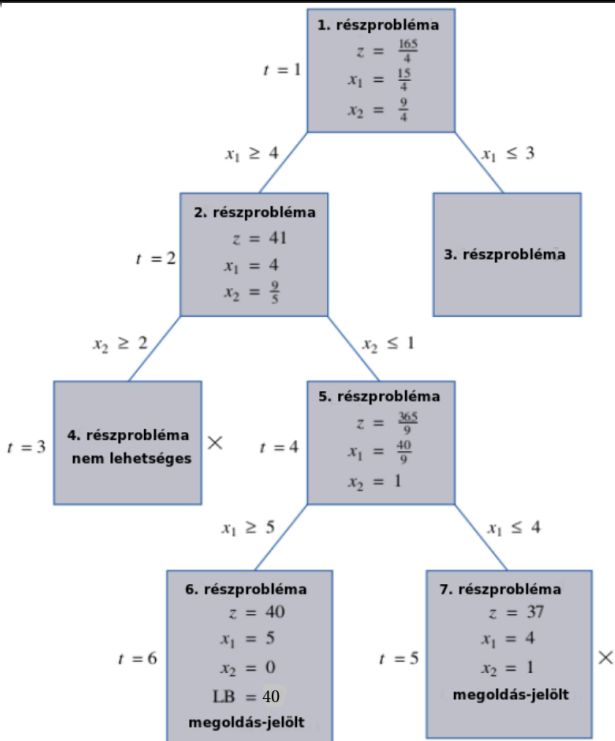 1. részprobléma
z = 165/4
t = 1
x₁ = 15/4
x₂ = 9/4
x₁ ≥ 4
x₁ ≤ 3
2. részprobléma
z = 41
t = 2
x₁ = 4
x₂ = 9/5
3. részprobléma
x₂ ≥ 2
x₂ ≤ 1
t = 3
4. részprobléma
nem lehetséges
×
5. részprobléma
z = 365/9
t = 4
x₁ = 40/9
x₂ = 1
x₁ ≥ 5
x₁ ≤ 4
6. részprobléma
z = 40
x₁ = 5
t = 6
x₂ = 0
LB = 40
megoldás-jelölt
7. részprobléma
z = 37
x₁ = 4
t = 5
x₂ = 1
×
megoldás-jelölt